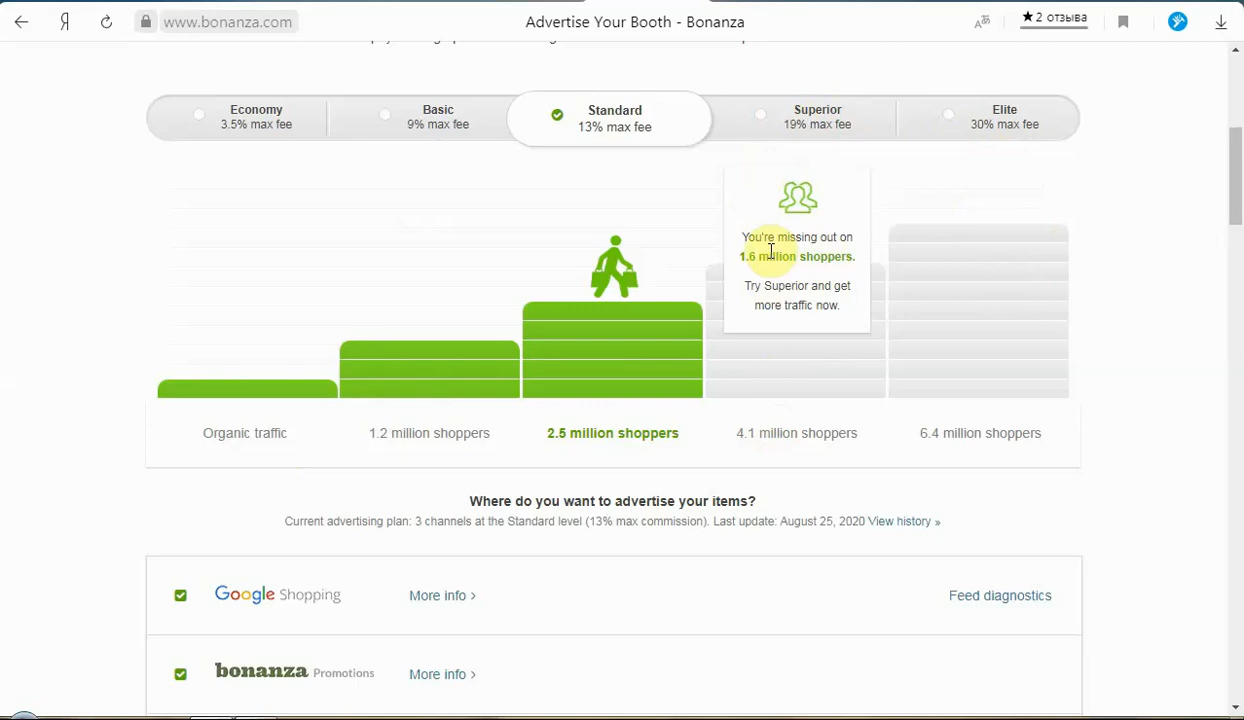 Я
www.bonanza.com
Advertise Your Booth - Bonanza
★2 отзыва
Economy
3.5% max fee
Basic
9% max fee
Standard
13% max fee
Superior
19% max fee
Elite
30% max fee
You're missing out on
1.6 million shoppers.
Try Superior and get
more traffic now.
Organic traffic
1.2 million shoppers
2.5 million shoppers
4.1 million shoppers
6.4 million shoppers
Where do you want to advertise your items?
Current advertising plan: 3 channels at the Standard level (13% max commission). Last update: August 25, 2020 View history »
Google Shopping
More info ›
Feed diagnostics
bonanza Promotions
More info ›